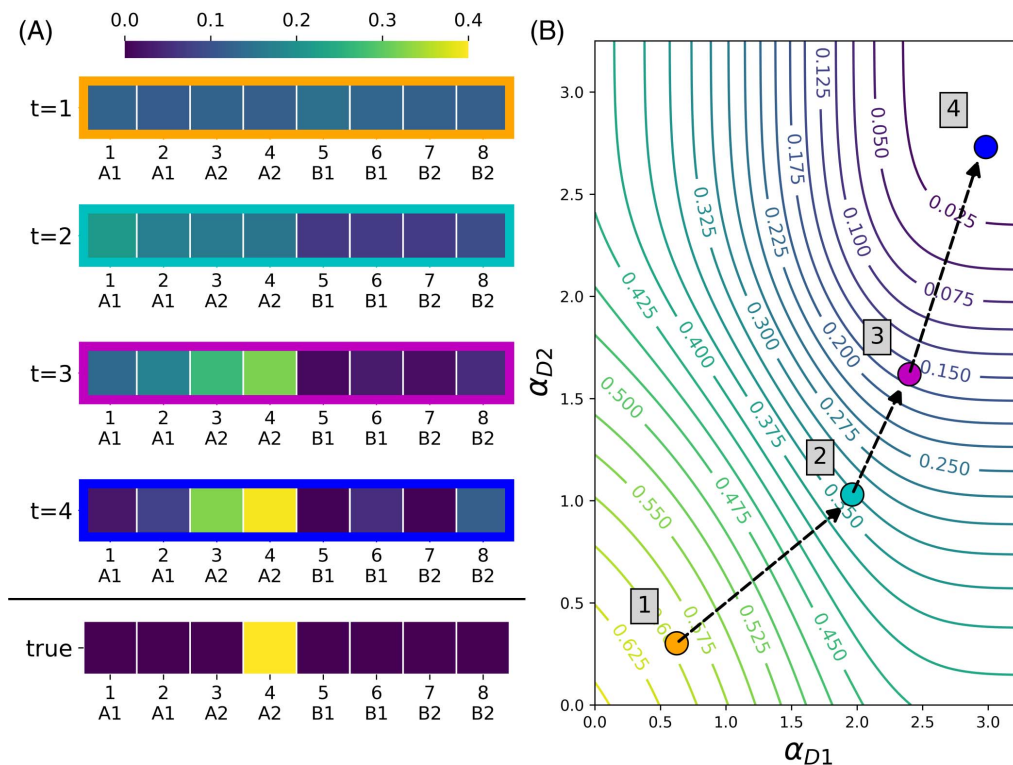 (A)
0.0 0.1 0.2 0.3 0.4
t=1
1 2 3 4 5 6 7 8
A1 A1 A2 A2 B1 B1 B2 B2
t=2
1 2 3 4 5 6 7 8
A1 A1 A2 A2 B1 B1 B2 B2
t=3
1 2 3 4 5 6 7 8
A1 A1 A2 A2 B1 B1 B2 B2
t=4
1 2 3 4 5 6 7 8
A1 A1 A2 A2 B1 B1 B2 B2
true
1 2 3 4 5 6 7 8
A1 A1 A2 A2 B1 B1 B2 B2
(B)
3.0
2.5
2.0
1.5
1.0
0.5
0.0
α_D2
0.0 0.5 1.0 1.5 2.0 2.5 3.0
α_D1
4
3
2
1
0.125
0.050
0.175
0.025
0.325
0.225
0.100
0.075
0.425
0.400
0.300
0.200
0.150
0.500
0.375
0.275
0.250
0.550
0.475
0.625
0.575
0.525
0.450